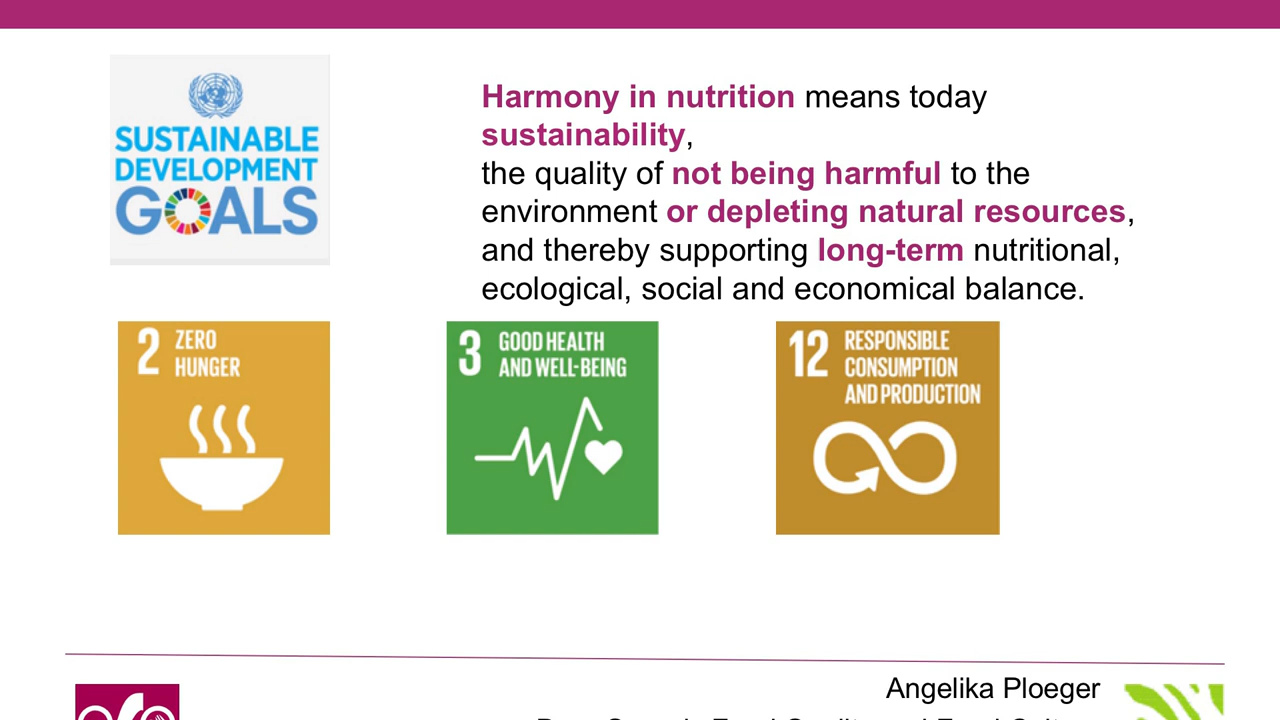 SUSTAINABLE
DEVELOPMENT
GOALS
Harmony in nutrition means today
sustainability,
the quality of not being harmful to the
environment or depleting natural resources,
and thereby supporting long-term nutritional,
ecological, social and economical balance.
2 ZERO
HUNGER
3 GOOD HEALTH
AND WELL-BEING
12 RESPONSIBLE
CONSUMPTION
AND PRODUCTION
Angelika Ploeger